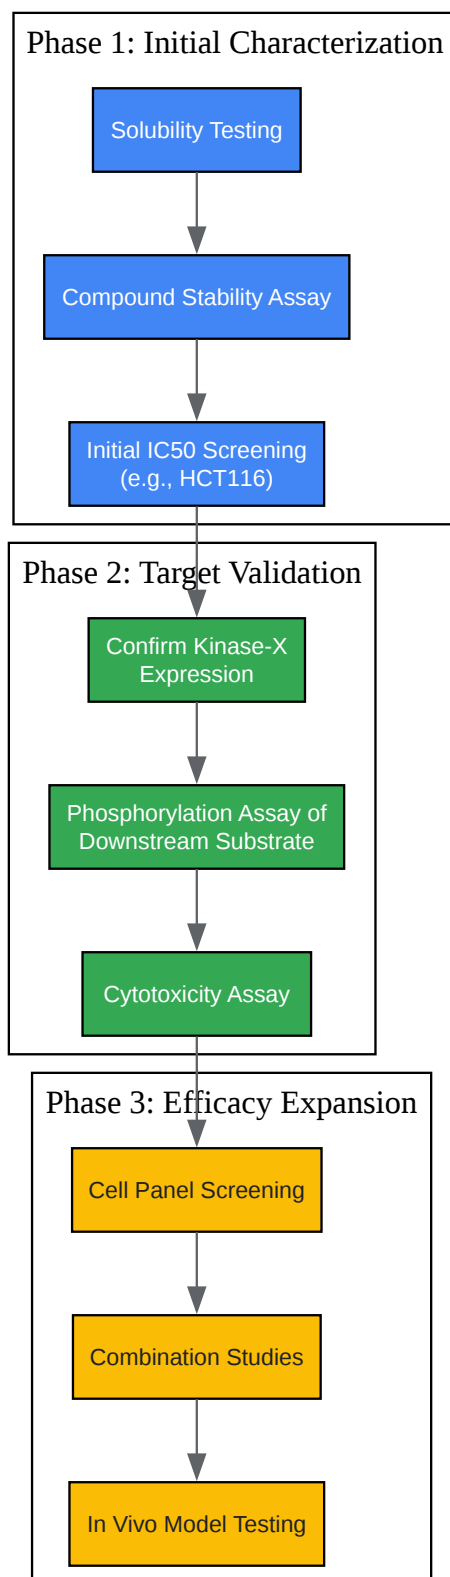 Phase 1: Initial Characterization
Solubility Testing
Compound Stability Assay
Initial IC50 Screening
(e.g., HCT116)
Phase 2: Target Validation
Confirm Kinase-X
Expression
Phosphorylation Assay of
Downstream Substrate
Cytotoxicity Assay
Phase 3: Efficacy Expansion
Cell Panel Screening
Combination Studies
In Vivo Model Testing